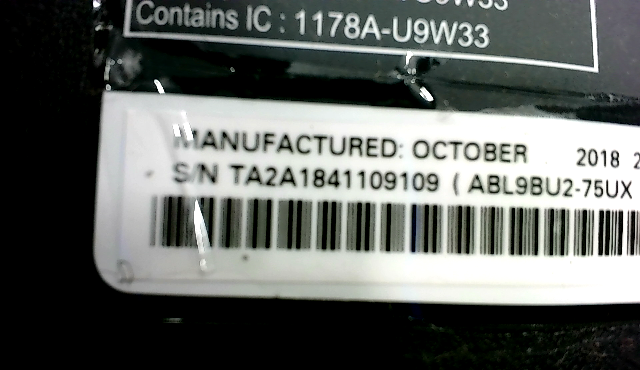 Contains IC : 1178A-U9W33
MANUFACTURED: OCTOBER 2018
S/N TA2A1841109109 ( ABL9BU2-75UX